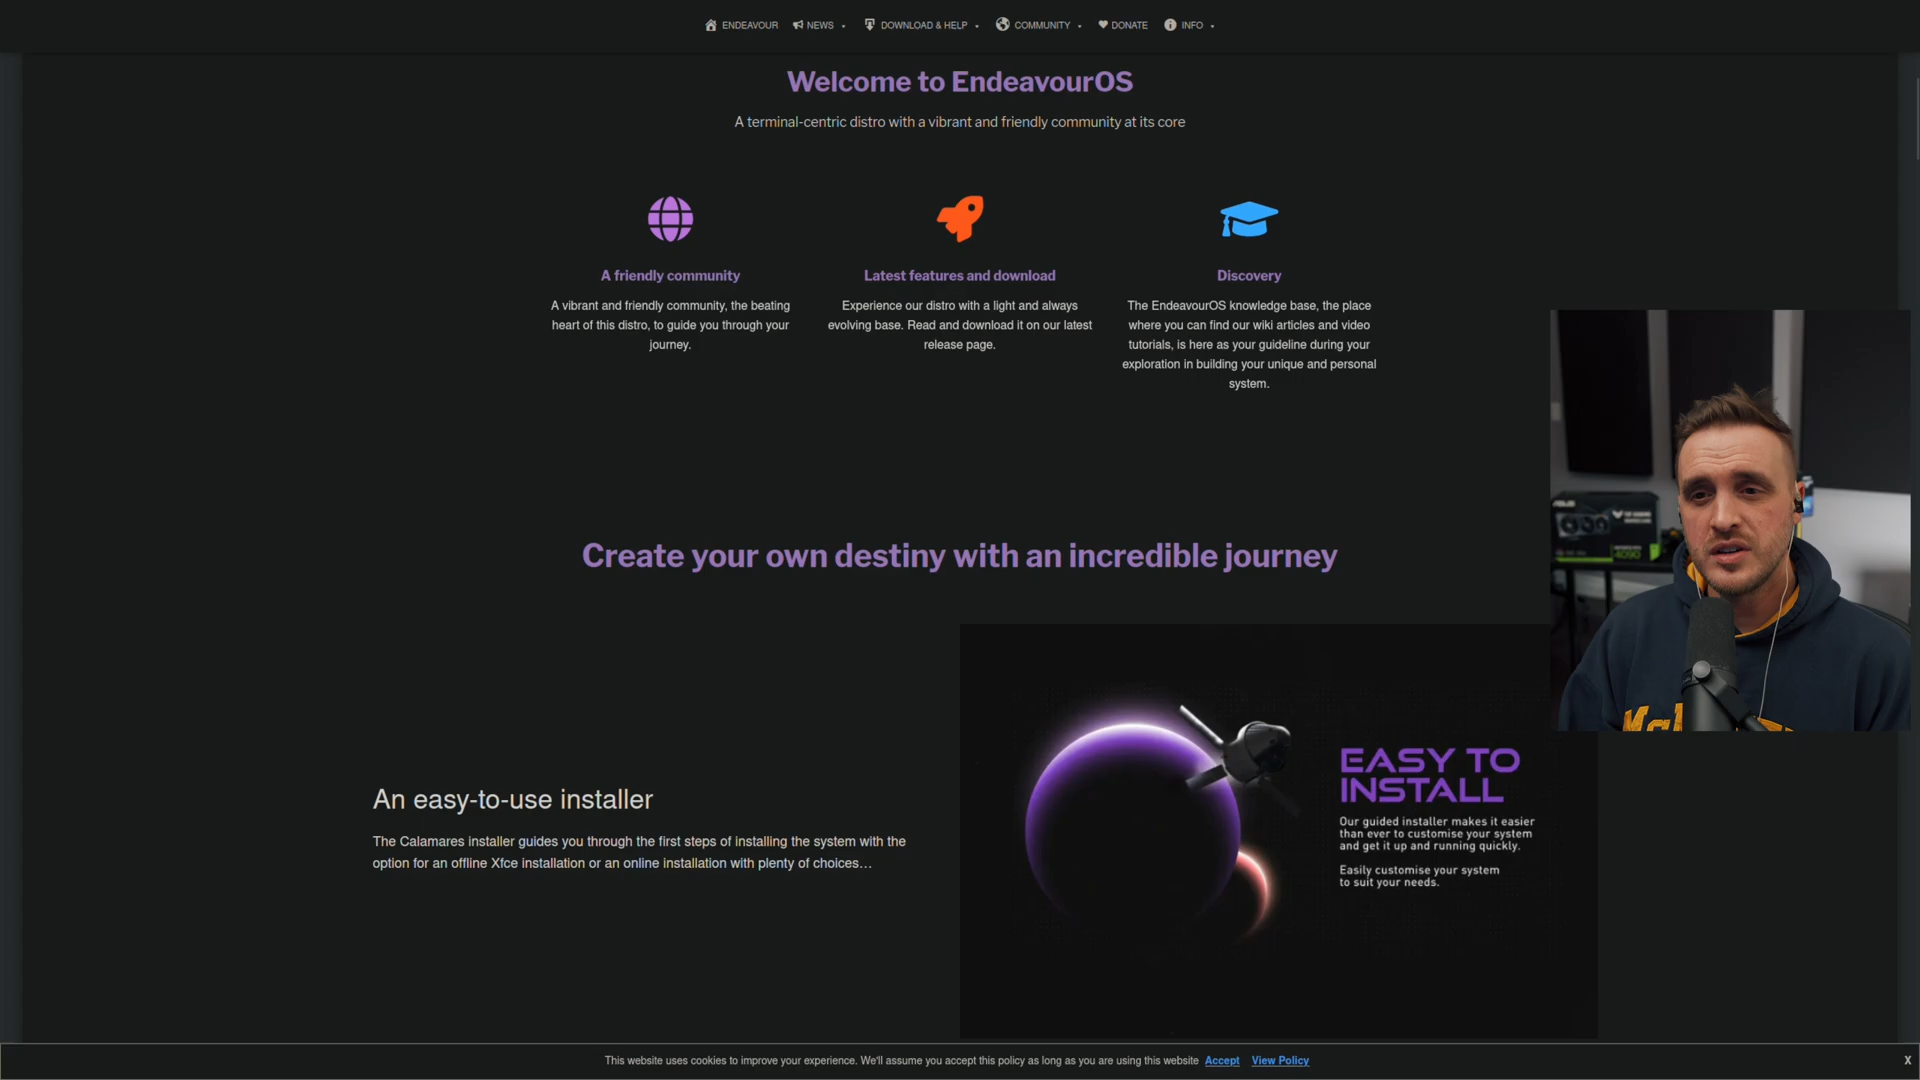 ENDEAVOUR NEWS DOWNLOAD & HELP COMMUNITY DONATE INFO
Welcome to EndeavourOS
A terminal-centric distro with a vibrant and friendly community at its core
A friendly community
A vibrant and friendly community, the beating
heart of this distro, to guide you through your
journey.
Latest features and download
Experience our distro with a light and always
evolving base. Read and download it on our latest
release page.
Discovery
The EndeavourOS knowledge base, the place
where you can find our wiki articles and video
tutorials, is here as your guideline during your
exploration in building your unique and personal
system.
Create your own destiny with an incredible journey
An easy-to-use installer
The Calamares installer guides you through the first steps of installing the system with the
option for an offline Xfce installation or an online installation with plenty of choices…
EASY TO
INSTALL
Our guided installer makes it easier
than ever to customise your system
and get it up and running quickly.
Easily customise your system
to suit your needs.
ASUS
4090
This website uses cookies to improve your experience. We'll assume you accept this policy as long as you are using this website Accept View Policy X